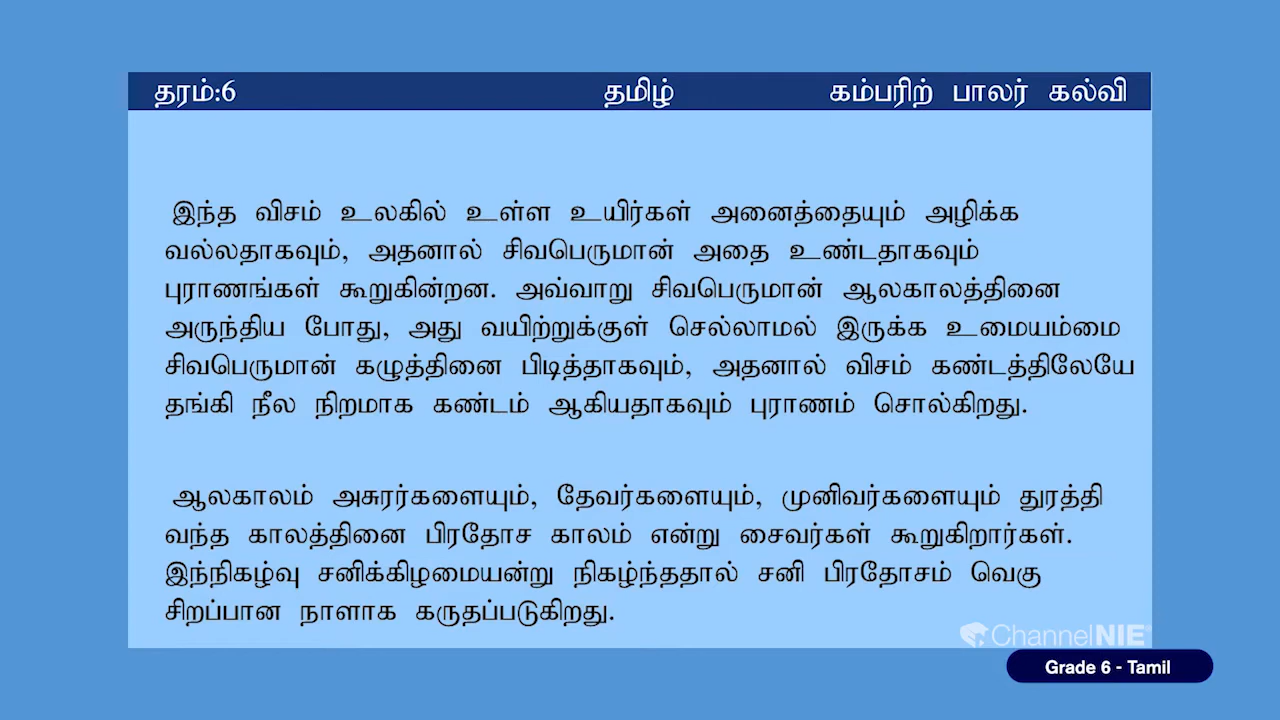 தரம்:6 தமிழ் கம்பரிற் பாலர் கல்வி
இந்த விசம் உலகில் உள்ள உயிர்கள் அனைத்தையும் அழிக்க
வல்லதாகவும், அதனால் சிவபெருமான் அதை உண்டதாகவும்
புராணங்கள் கூறுகின்றன. அவ்வாறு சிவபெருமான் ஆலகாலத்தினை
அருந்திய போது, அது வயிற்றுக்குள் செல்லாமல் இருக்க உமையம்மை
சிவபெருமான் கழுத்தினை பிடித்தாகவும், அதனால் விசம் கண்டத்திலேயே
தங்கி நீல நிறமாக கண்டம் ஆகியதாகவும் புராணம் சொல்கிறது.
ஆலகாலம் அசுரர்களையும், தேவர்களையும், முனிவர்களையும் துரத்தி
வந்த காலத்தினை பிரதோச காலம் என்று சைவர்கள் கூறுகிறார்கள்.
இந்நிகழ்வு சனிக்கிழமையன்று நிகழ்ந்ததால் சனி பிரதோசம் வெகு
சிறப்பான நாளாக கருதப்படுகிறது.
ChannelNIE
Grade 6 - Tamil